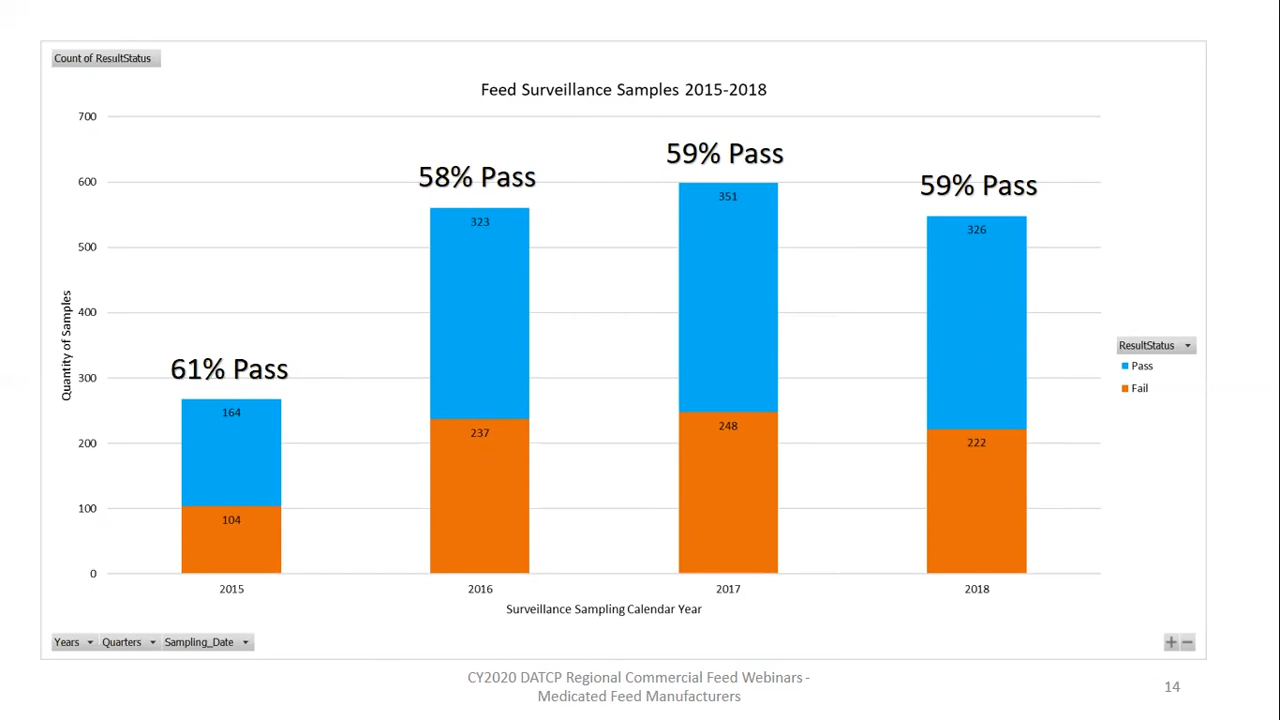 Count of ResultStatus
Feed Surveillance Samples 2015-2018
700
600
500
400
300
200
100
0
Quantity of Samples
61% Pass
164
104
58% Pass
323
237
59% Pass
351
248
59% Pass
326
222
2015
2016
2017
2018
Surveillance Sampling Calendar Year
ResultStatus
Pass
Fail
Years Quarters Sampling_Date
CY2020 DATCP Regional Commercial Feed Webinars -
Medicated Feed Manufacturers
14